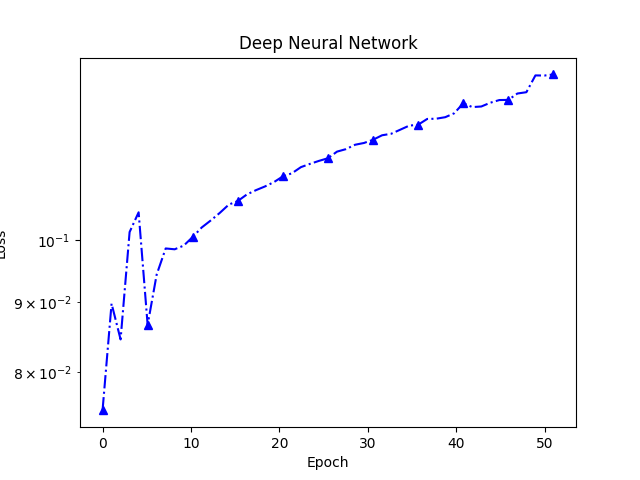 Deep Neural Network
Loss
10⁻¹
9 × 10⁻²
8 × 10⁻²
0 10 20 30 40 50
Epoch